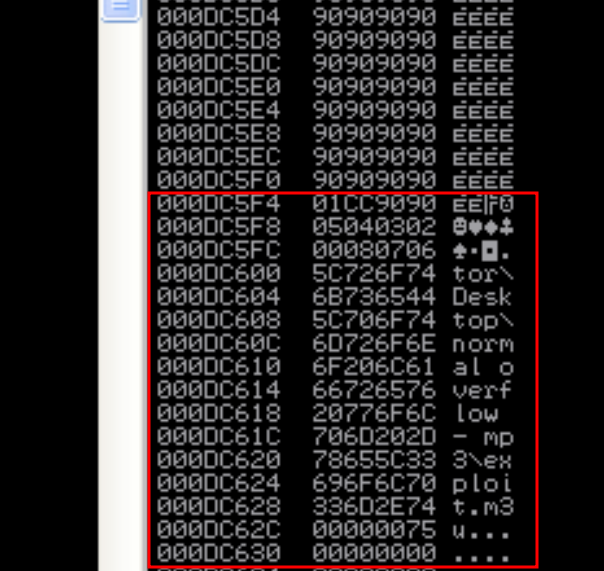 000DC5D4 90909090 ÉÉÉÉ
000DC5D8 90909090 ÉÉÉÉ
000DC5DC 90909090 ÉÉÉÉ
000DC5E0 90909090 ÉÉÉÉ
000DC5E4 90909090 ÉÉÉÉ
000DC5E8 90909090 ÉÉÉÉ
000DC5EC 90909090 ÉÉÉÉ
000DC5F0 90909090 ÉÉÉÉ
000DC5F4 01CC9090 ÉÉ╠☺
000DC5F8 05040302 ☻♥♦♣
000DC5FC 00080706 ♠•◘.
000DC600 5C726F74 tor\
000DC604 6B736544 Desk
000DC608 5C706F74 top\
000DC60C 6D726F6E norm
000DC610 6F206C61 al o
000DC614 66726576 verf
000DC618 20776F6C low
000DC61C 706D202D - mp
000DC620 78655C33 3\ex
000DC624 696F6C70 ploi
000DC628 336D2E74 t.m3
000DC62C 00000075 u...
000DC630 00000000 ....